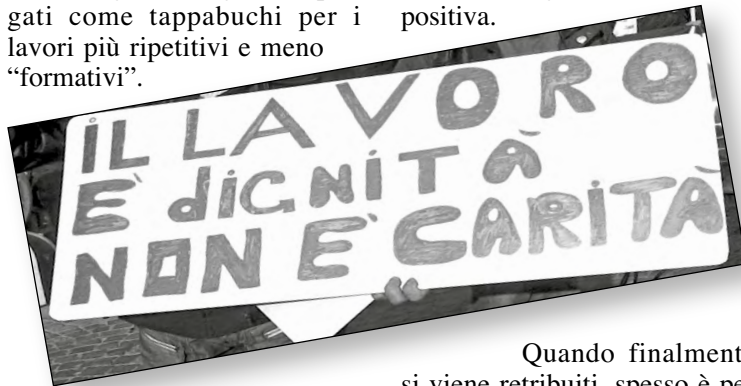 gati come tappabuchi per i
lavori più ripetitivi e meno
“formativi”.
positiva.
IL LAVORO
E' dIGNITÀ
NON E' CARITÀ
Quando finalment
si viene retribuiti, spesso è pe